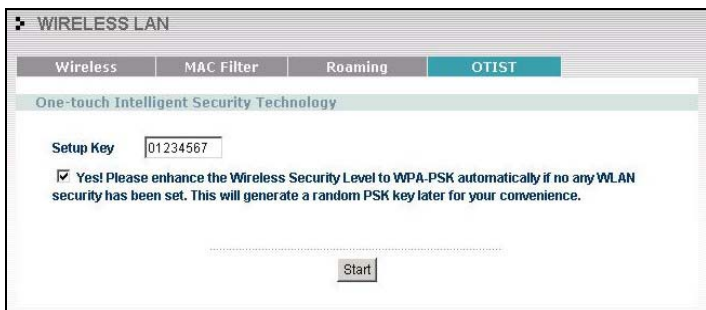 WIRELESS LAN
Wireless MAC Filter Roaming OTIST
One-touch Intelligent Security Technology
Setup Key 01234567
Yes! Please enhance the Wireless Security Level to WPA-PSK automatically if no any WLAN
security has been set. This will generate a random PSK key later for your convenience.
Start